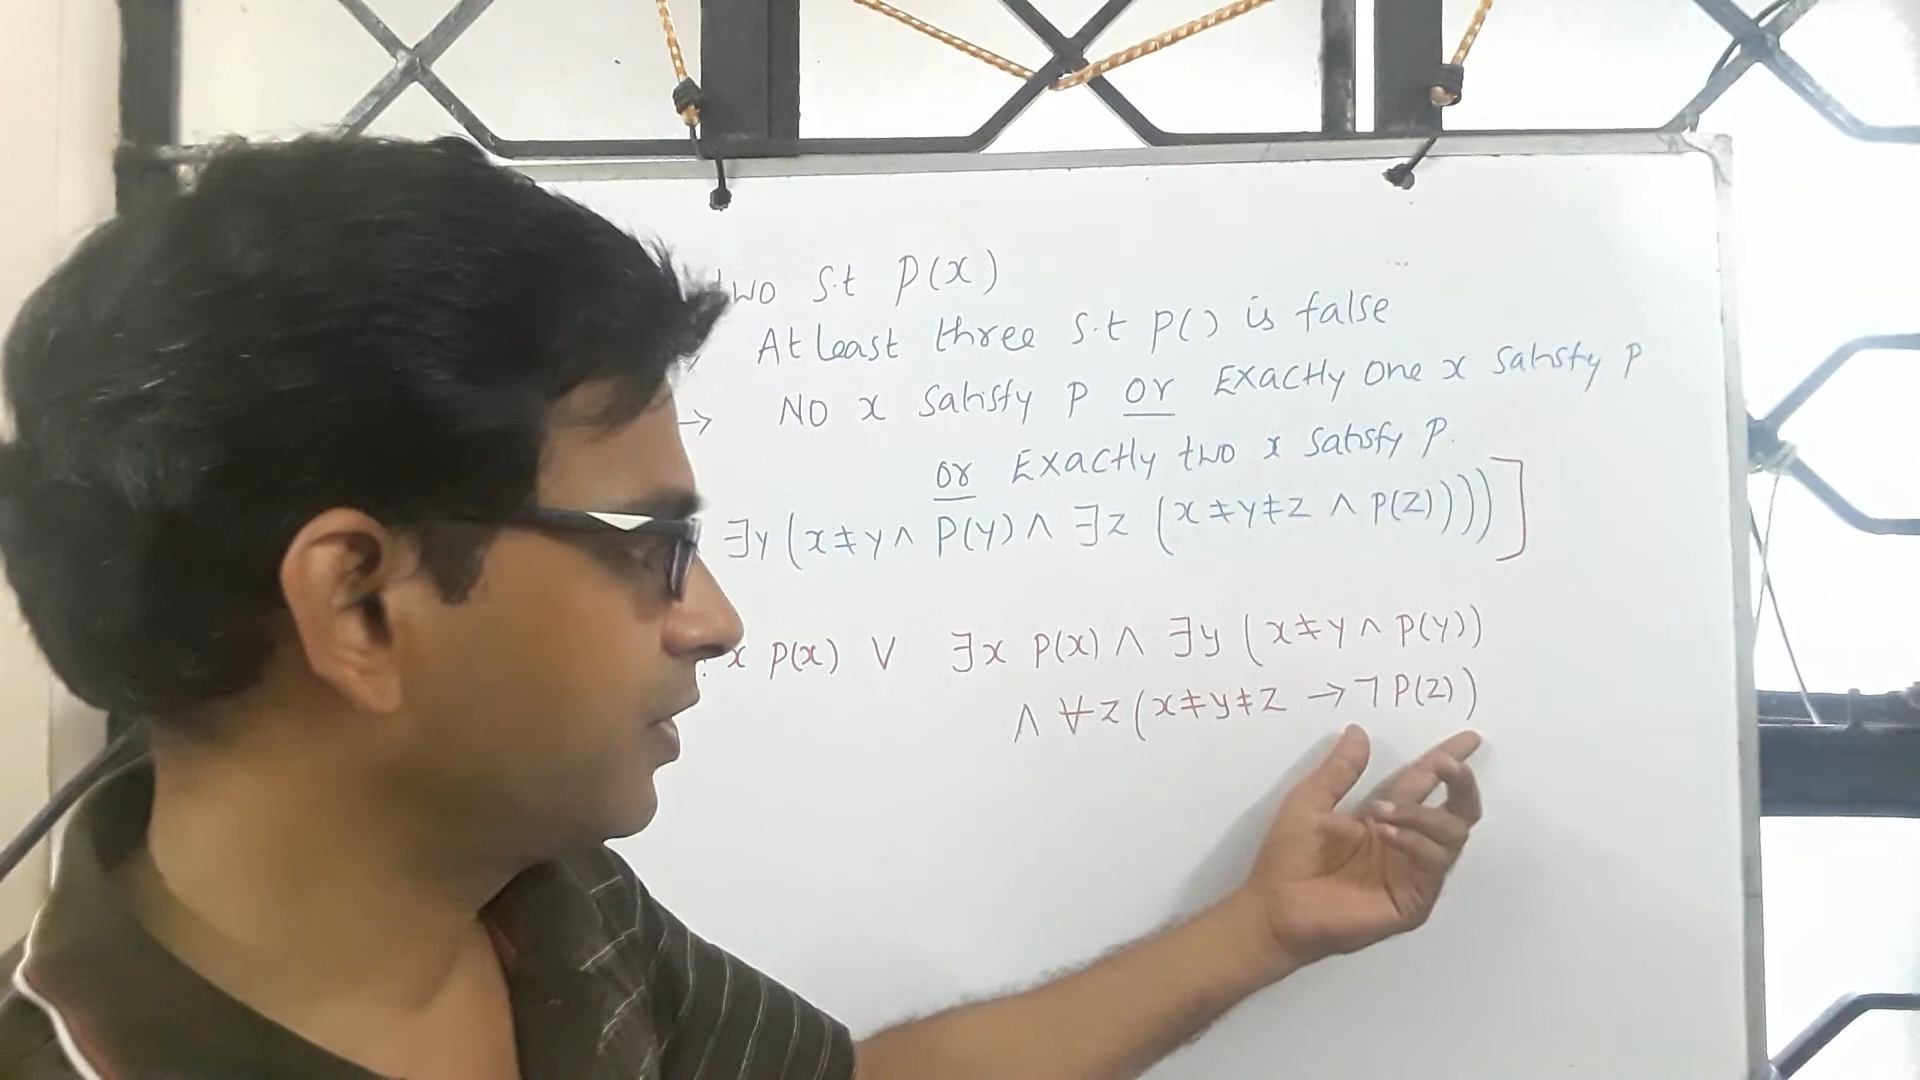 two S.t P(x)
At least three S.t P() is false
→ NO x Satisfy P or Exactly one x Satisfy P
or Exactly two x Satisfy P.
∃y (x≠y ∧ P(y) ∧ ∃z (x≠y≠z ∧ P(z))))]
x P(x) ∨ ∃x P(x) ∧ ∃y (x≠y ∧ P(y))
∧ ∀z (x≠y≠z → ¬P(z))